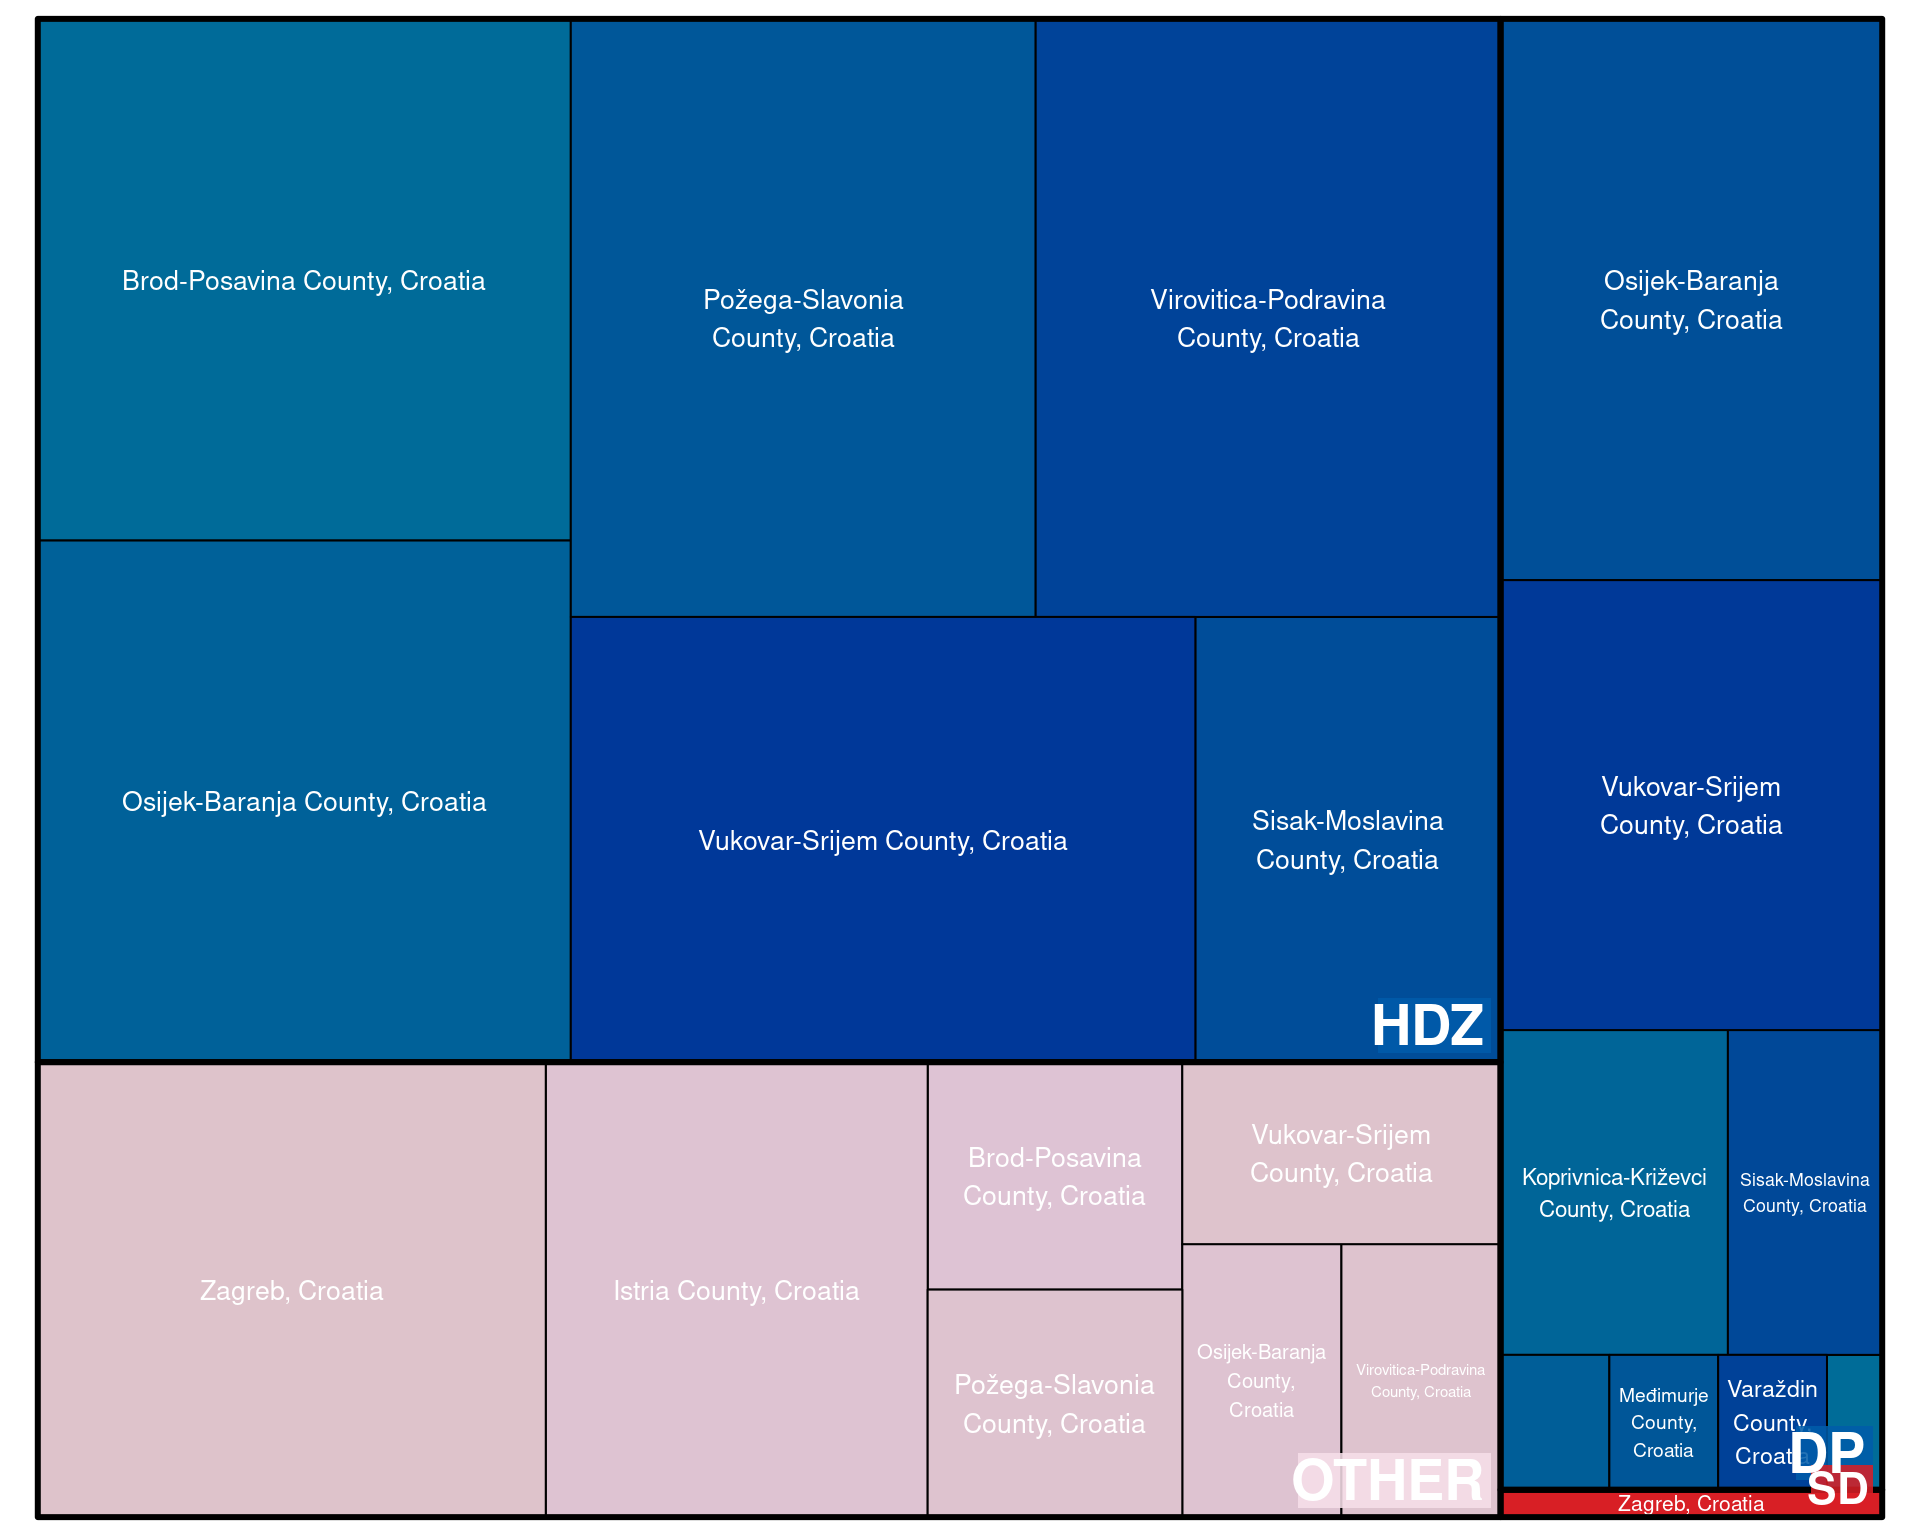 Brod-Posavina County, Croatia
Požega-Slavonia
County, Croatia
Virovitica-Podravina
County, Croatia
Osijek-Baranja County, Croatia
Vukovar-Srijem County, Croatia
Sisak-Moslavina
County, Croatia
HDZ
Osijek-Baranja
County, Croatia
Vukovar-Srijem
County, Croatia
Koprivnica-Križevci
County, Croatia
Sisak-Moslavina
County, Croatia
Međimurje
County,
Croatia
Varaždin
County,
Croatia
DP
Zagreb, Croatia
Istria County, Croatia
Brod-Posavina
County, Croatia
Požega-Slavonia
County, Croatia
Vukovar-Srijem
County, Croatia
Osijek-Baranja
County,
Croatia
Virovitica-Podravina
County, Croatia
OTHER
Zagreb, Croatia
SD